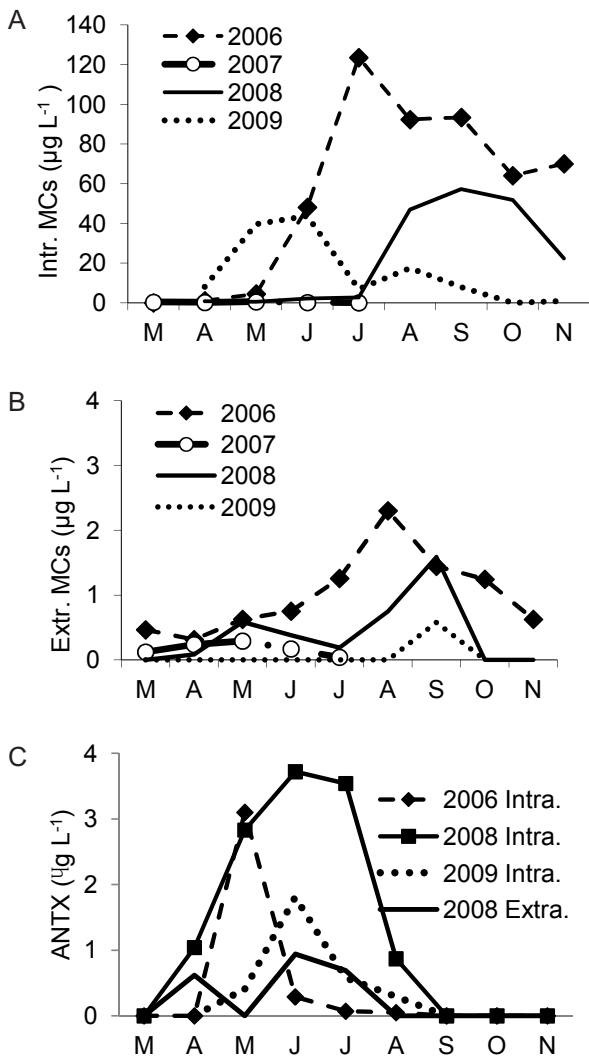 A
Intr. MCs (µg L-1)
140
120
100
80
60
40
20
0
2006
2007
2008
2009
M A M J J A S O N
B
Extr. MCs (µg L-1)
4
3
2
1
0
2006
2007
2008
2009
M A M J J A S O N
C
ANTX (Ҷg L-1)
4
3
2
1
0
2006 Intra.
2008 Intra.
2009 Intra.
2008 Extra.
M A M J J A S O N